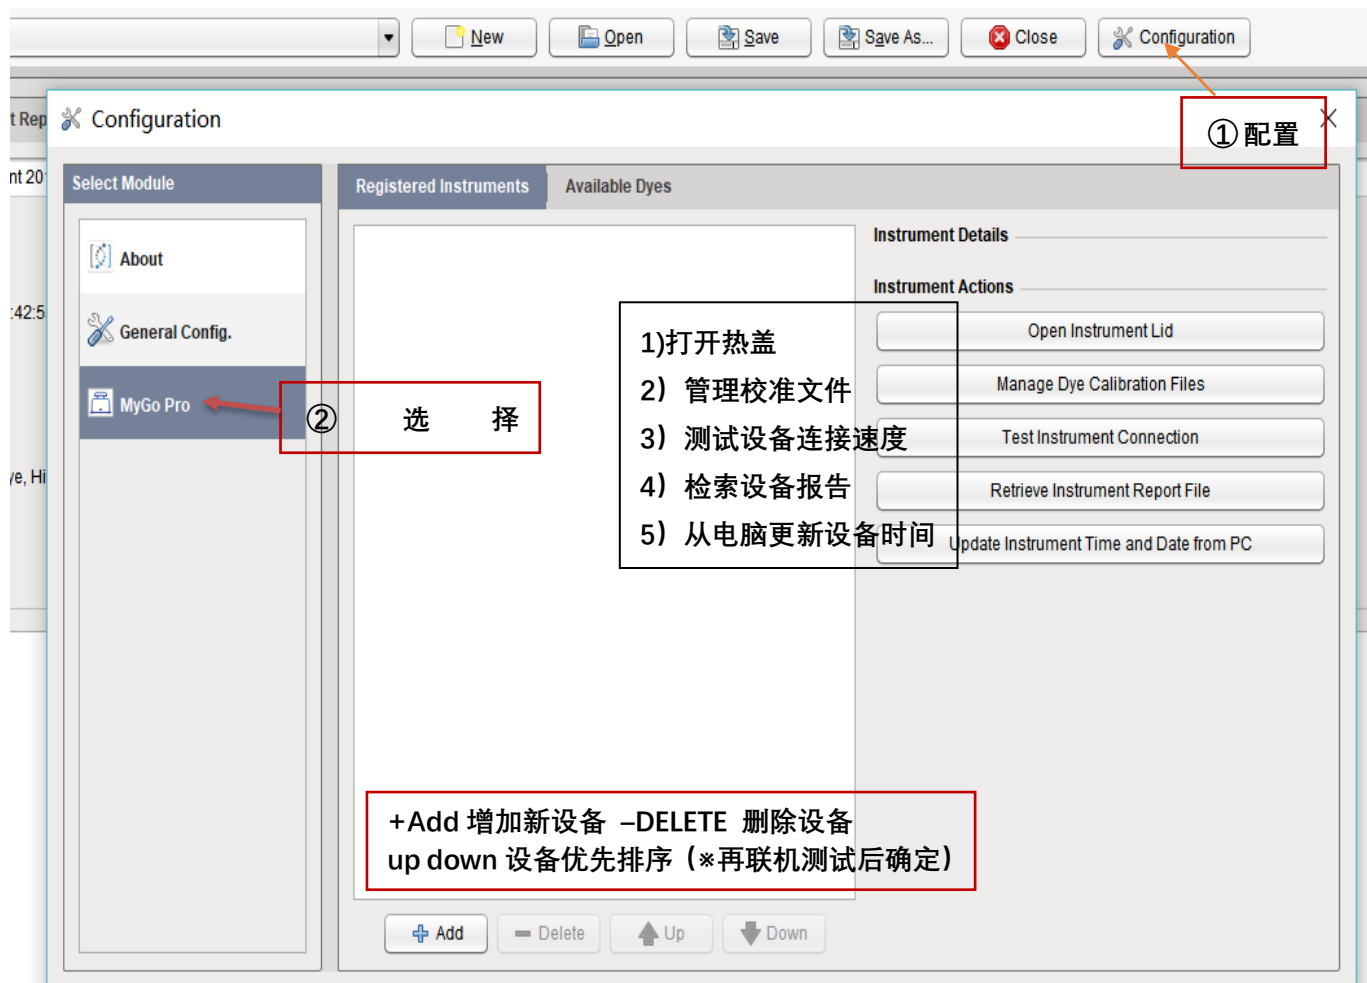 New
Open
Save
Save As...
Close
Configuration
t Rep
Configuration
①配置
nt 20
Select Module
Registered Instruments
Available Dyes
About
General Config.
MyGo Pro
② 选 择
:42:5
ye, Hi
Instrument Details
Instrument Actions
1)打开热盖
Open Instrument Lid
2）管理校准文件
Manage Dye Calibration Files
3）测试设备连接速度
Test Instrument Connection
4）检索设备报告
Retrieve Instrument Report File
5）从电脑更新设备时间
Update Instrument Time and Date from PC
+Add 增加新设备 –DELETE 删除设备
up down 设备优先排序（※再联机测试后确定）
Add
Delete
Up
Down